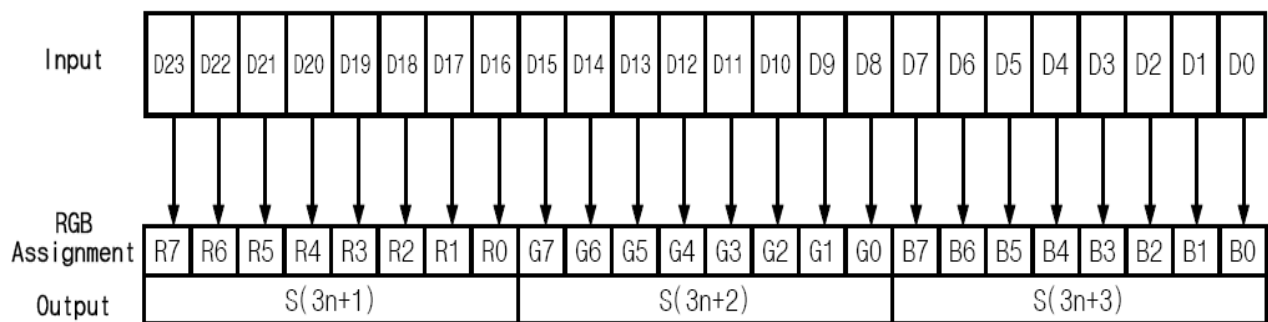 Input D23 D22 D21 D20 D19 D18 D17 D16 D15 D14 D13 D12 D11 D10 D9 D8 D7 D6 D5 D4 D3 D2 D1 D0
RGB
Assignment R7 R6 R5 R4 R3 R2 R1 R0 G7 G6 G5 G4 G3 G2 G1 G0 B7 B6 B5 B4 B3 B2 B1 B0
Output S(3n+1) S(3n+2) S(3n+3)